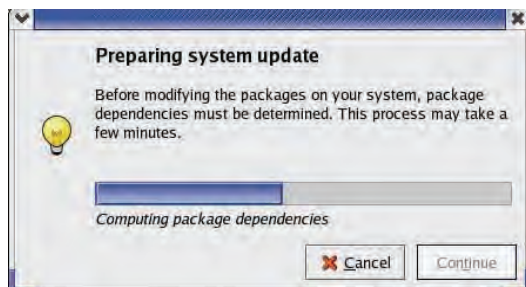 Preparing system update
Before modifying the packages on your system, package
dependencies must be determined. This process may take a
few minutes.
Computing package dependencies
Cancel
Continue